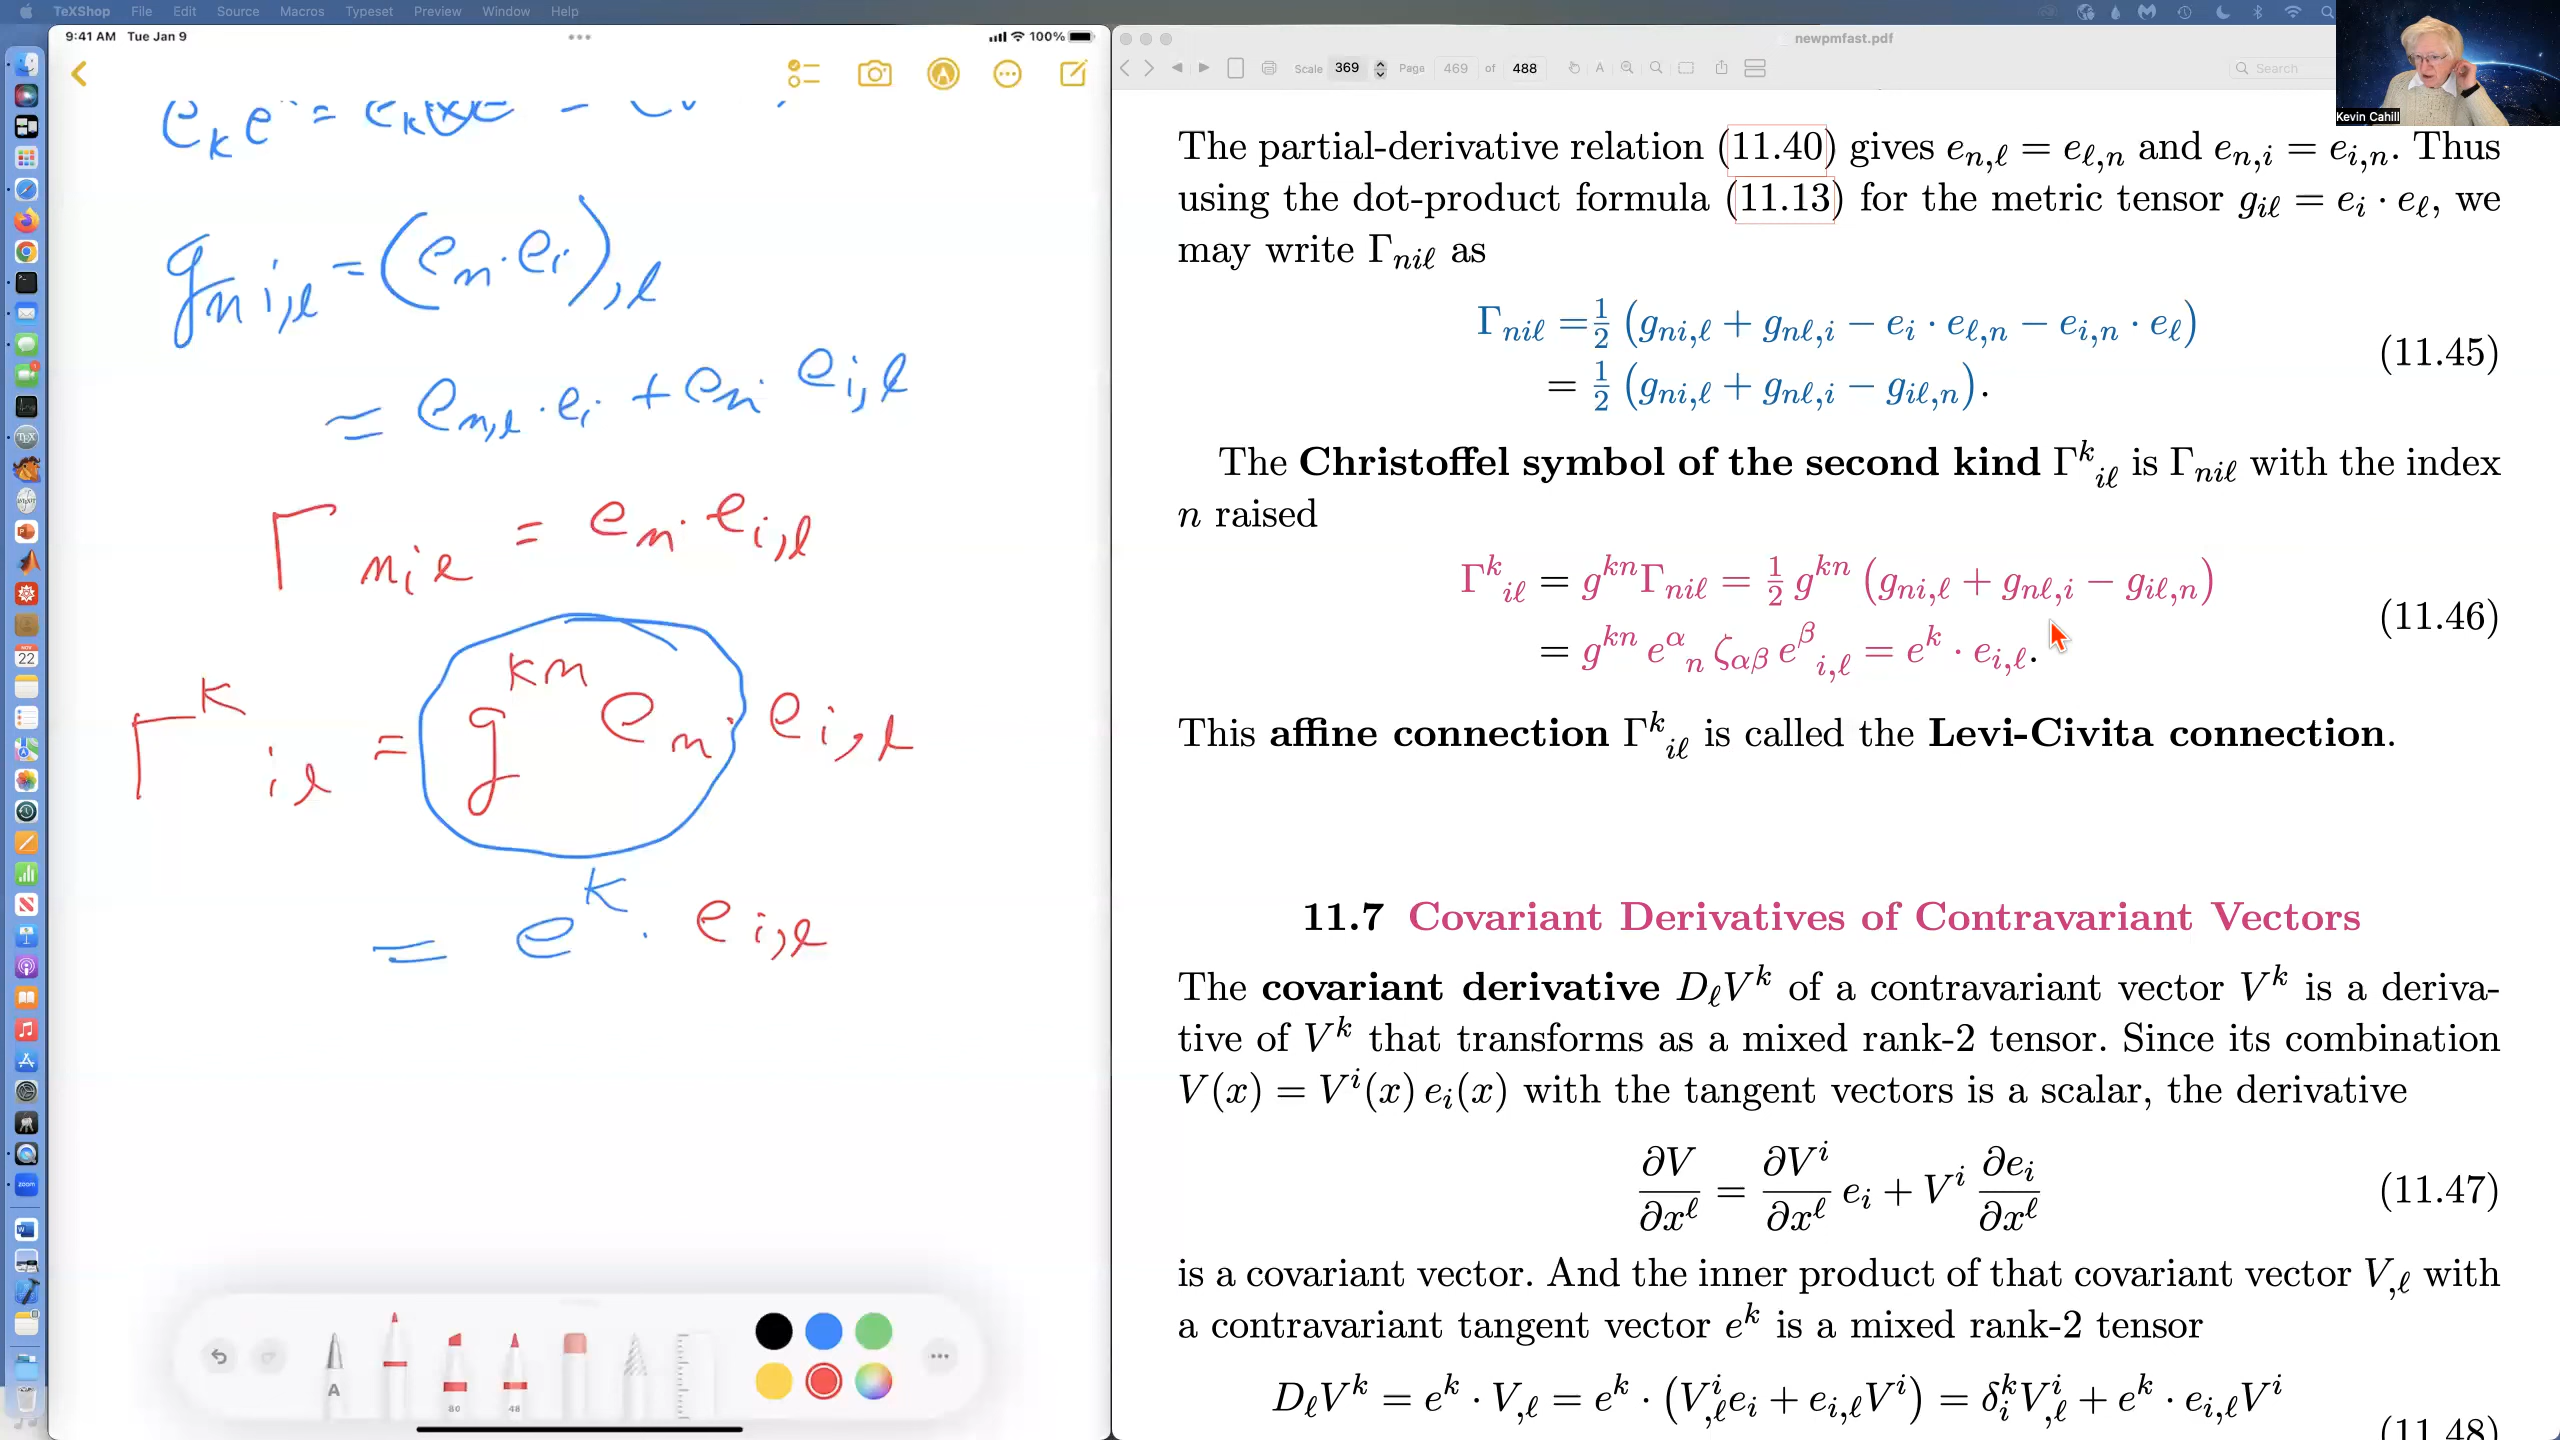 TeXShop File Edit Source Macros Typeset Preview Window Help
9:41 AM Tue Jan 9
100%
g_{ni,ℓ} = (e_n · e_i)_{,ℓ}
= e_{n,ℓ} · e_i + e_n · e_{i,ℓ}
Γ_{niℓ} = e_n · e_{i,ℓ}
Γ^k_{iℓ} = g^{kn} e_n · e_{i,ℓ}
= e^k · e_{i,ℓ}
A 80 48
newpmfast.pdf
Scale 369 Page 469 of 488
Search
Kevin Cahill
The partial-derivative relation (11.40) gives e_{n,ℓ} = e_{ℓ,n} and e_{n,i} = e_{i,n}. Thus
using the dot-product formula (11.13) for the metric tensor g_{iℓ} = e_i · e_ℓ, we
may write Γ_{niℓ} as
Γ_{niℓ} = ½ (g_{ni,ℓ} + g_{nℓ,i} − e_i · e_{ℓ,n} − e_{i,n} · e_ℓ)
= ½ (g_{ni,ℓ} + g_{nℓ,i} − g_{iℓ,n}).
(11.45)
The Christoffel symbol of the second kind Γ^k_{iℓ} is Γ_{niℓ} with the index
n raised
Γ^k_{iℓ} = g^{kn} Γ_{niℓ} = ½ g^{kn} (g_{ni,ℓ} + g_{nℓ,i} − g_{iℓ,n})
= g^{kn} e^α_n ζ_{αβ} e^β_{i,ℓ} = e^k · e_{i,ℓ}.
(11.46)
This affine connection Γ^k_{iℓ} is called the Levi-Civita connection.
11.7 Covariant Derivatives of Contravariant Vectors
The covariant derivative D_ℓV^k of a contravariant vector V^k is a deriva-
tive of V^k that transforms as a mixed rank-2 tensor. Since its combination
V(x) = V^i(x) e_i(x) with the tangent vectors is a scalar, the derivative
∂V/∂x^ℓ = ∂V^i/∂x^ℓ e_i + V^i ∂e_i/∂x^ℓ (11.47)
is a covariant vector. And the inner product of that covariant vector V_{,ℓ} with
a contravariant tangent vector e^k is a mixed rank-2 tensor
D_ℓV^k = e^k · V_{,ℓ} = e^k · (V^i_{,ℓ}e_i + e_{i,ℓ}V^i) = δ^k_i V^i_{,ℓ} + e^k · e_{i,ℓ}V^i
(11.48)